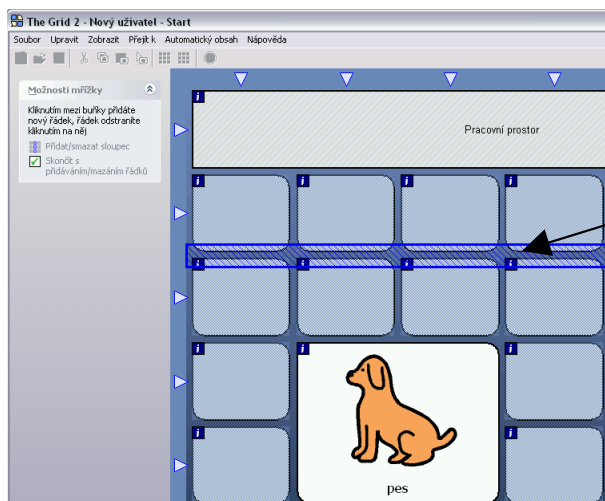 The Grid 2 - Nový uživatel - Start
Soubor Upravit Zobrazit Přejít k Automatický obsah Nápověda
Možnosti mřížky
Kliknutím mezi buňky přidáte
nový řádek, řádek odstraníte
kliknutím na něj
Přidat/smazat sloupec
Skončit s
přidáváním/mazáním řádků
Pracovní prostor
pes